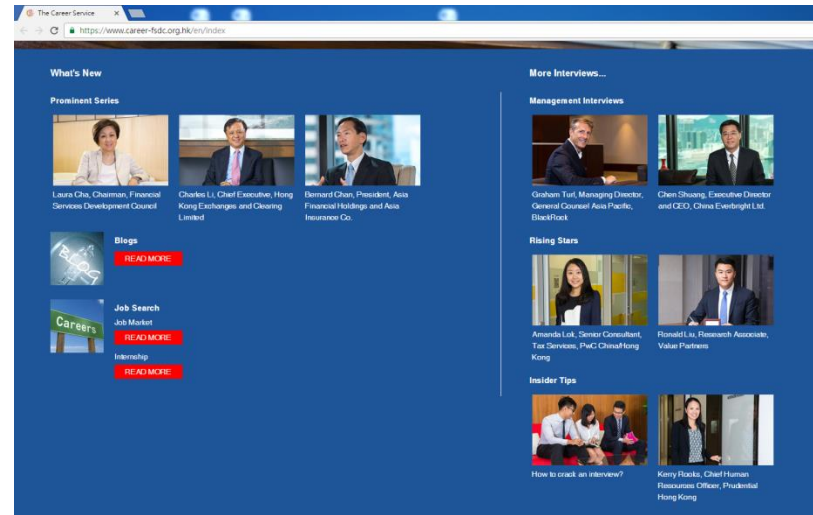 The Career Service
https://www.career-fsdc.org.hk/en/index
What's New
Prominent Series
Laura Cha, Chairman, Financial
Services Development Council
Charles Li, Chief Executive, Hong
Kong Exchanges and Clearing
Limited
Bernard Chan, President, Asia
Financial Holdings and Asia
Insurance Co.
BLOG
Blogs
READ MORE
Careers
Job Search
Job Market
READ MORE
Internship
READ MORE
More Interviews...
Management Interviews
Graham Turl, Managing Director,
General Counsel Asia Pacific,
BlackRock
Chen Shuang, Executive Director
and CEO, China Everbright Ltd.
Rising Stars
Amanda Lok, Senior Consultant,
Tax Services, PwC China/Hong
Kong
Ronald Liu, Research Associate,
Value Partners
Insider Tips
How to crack an interview?
Kerry Rooks, Chief Human
Resources Officer, Prudential
Hong Kong